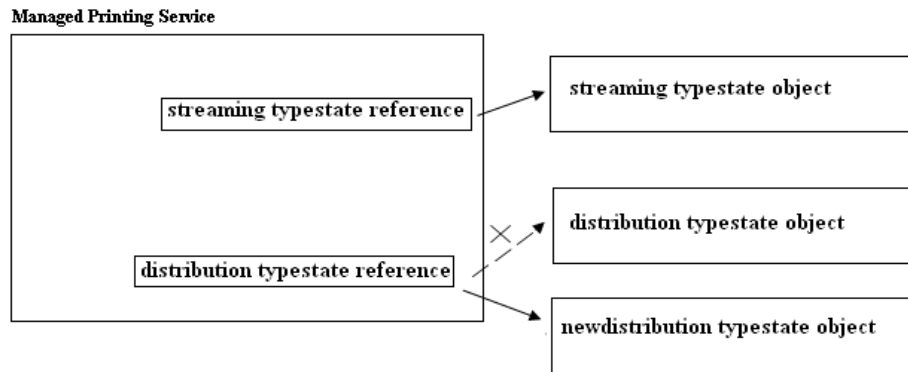 Managed Printing Service
streaming typestate reference
streaming typestate object
distribution typestate object
distribution typestate reference
newdistribution typestate object